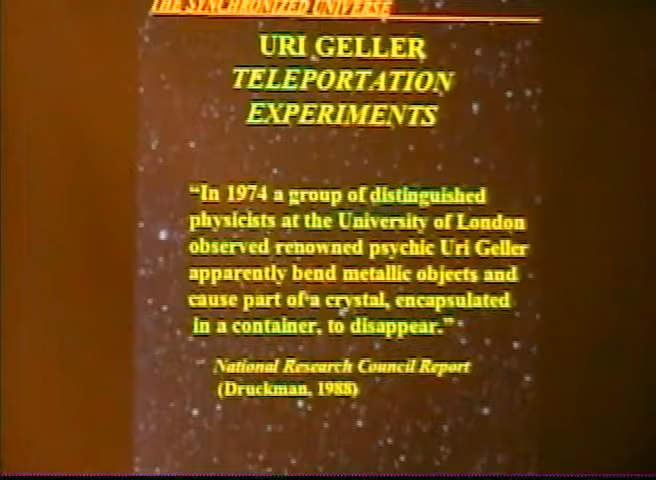 THE SYNCHRONIZED UNIVERSE
URI GELLER
TELEPORTATION
EXPERIMENTS
“In 1974 a group of distinguished
physicists at the University of London
observed renowned psychic Uri Geller
apparently bend metallic objects and
cause part of a crystal, encapsulated
in a container, to disappear.”
National Research Council Report
(Druckman, 1988)